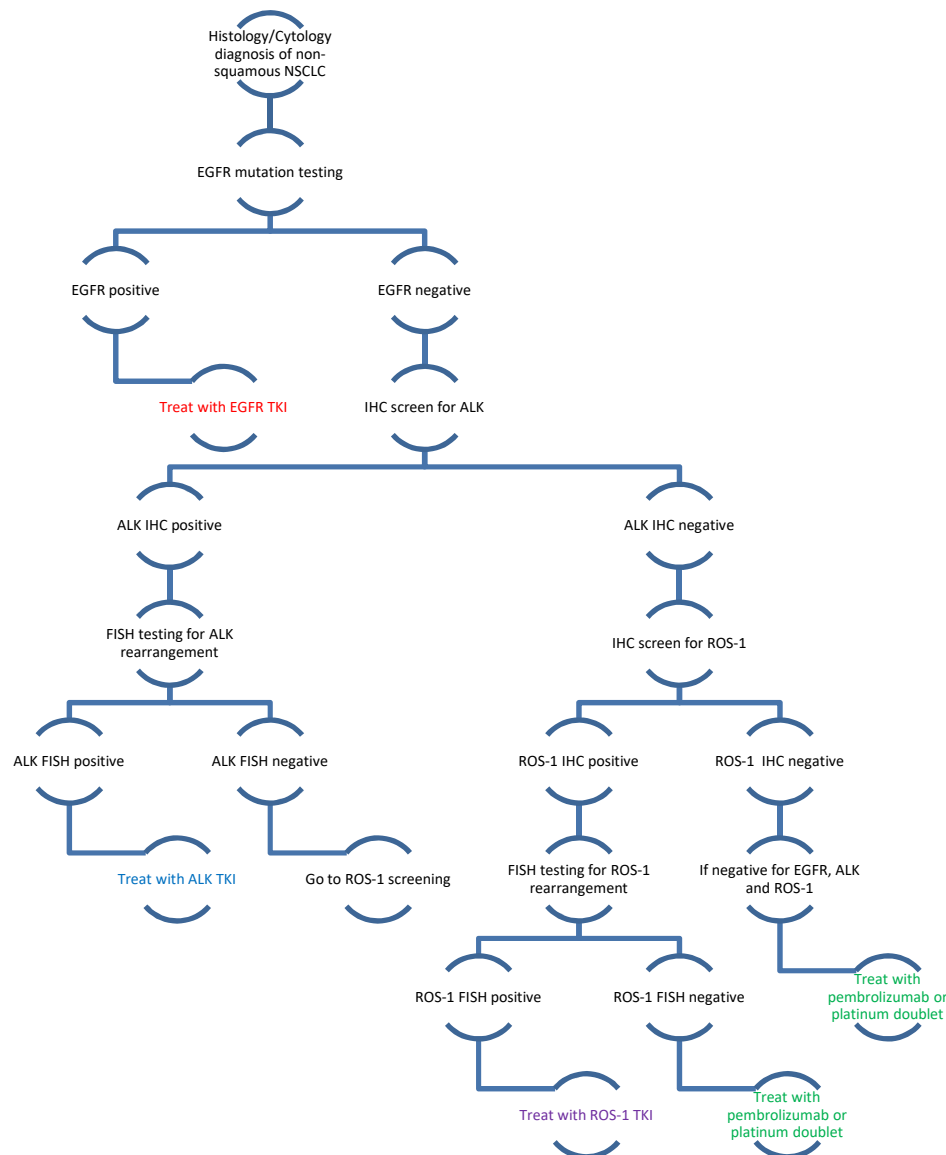 Histology/Cytology
diagnosis of non-
squamous NSCLC
EGFR mutation testing
EGFR positive
EGFR negative
Treat with EGFR TKI
IHC screen for ALK
ALK IHC positive
ALK IHC negative
FISH testing for ALK
rearrangement
IHC screen for ROS-1
ALK FISH positive
ALK FISH negative
ROS-1 IHC positive
ROS-1 IHC negative
Treat with ALK TKI
Go to ROS-1 screening
FISH testing for ROS-1
rearrangement
If negative for EGFR, ALK
and ROS-1
ROS-1 FISH positive
ROS-1 FISH negative
Treat with
pembrolizumab or
platinum doublet
Treat with ROS-1 TKI
Treat with
pembrolizumab or
platinum doublet